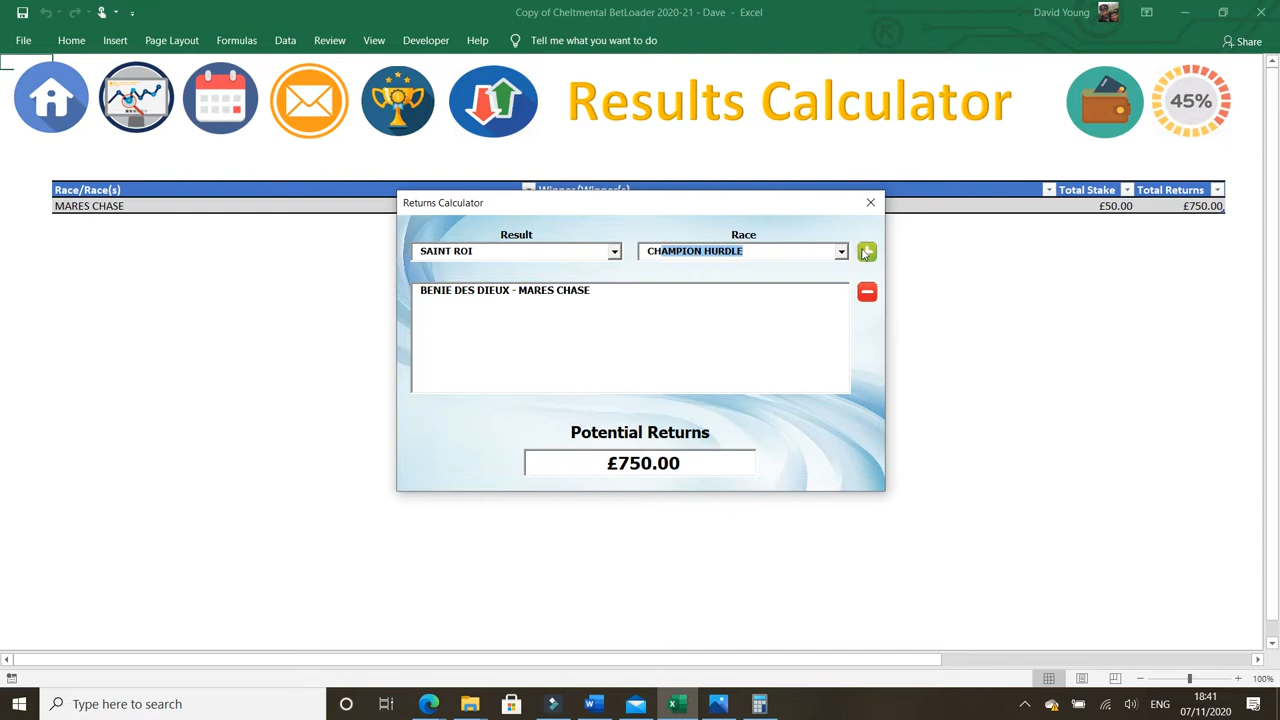 Copy of Cheltmental BetLoader 2020-21 - Dave - Excel
David Young
File Home Insert Page Layout Formulas Data Review View Developer Help Tell me what you want to do
Share
Results Calculator
45%
Race/Race(s) Winner/Winner(s) Total Stake Total Returns
MARES CHASE £50.00 £750.00
Returns Calculator
Result Race
SAINT ROI CHAMPION HURDLE
BENIE DES DIEUX - MARES CHASE
Potential Returns
£750.00
100%
Type here to search
ENG
18:41
07/11/2020